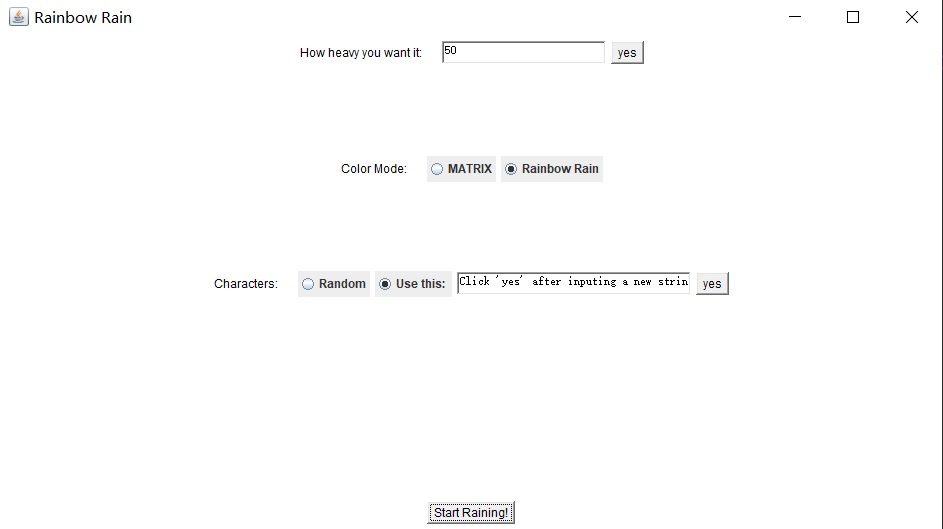 Rainbow Rain
How heavy you want it: 50 yes
Color Mode: MATRIX Rainbow Rain
Characters: Random Use this: Click 'yes' after inputing a new strin yes
Start Raining!